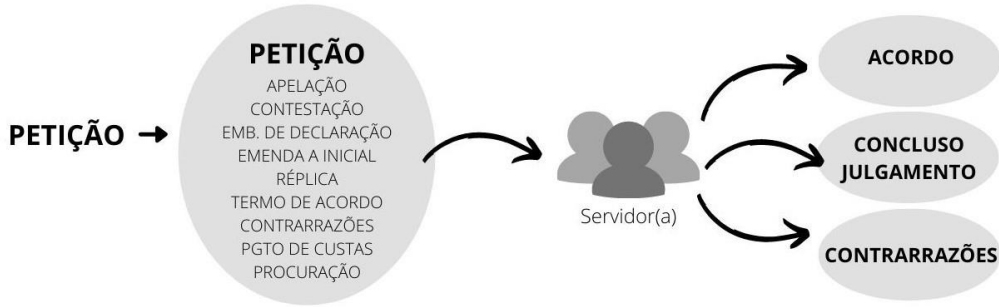 PETIÇÃO
PETIÇÃO
APELAÇÃO
CONTESTAÇÃO
EMB. DE DECLARAÇÃO
EMENDA A INICIAL
RÉPLICA
TERMO DE ACORDO
CONTRARRAZÕES
PGTO DE CUSTAS
PROCURAÇÃO
Servidor(a)
ACORDO
CONCLUSO
JULGAMENTO
CONTRARRAZÕES